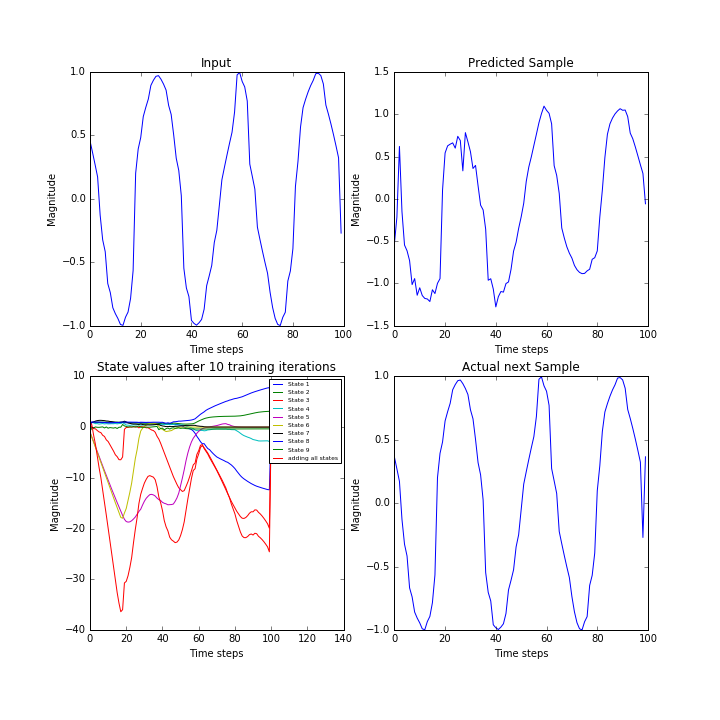 Input
Magnitude
1.0
0.5
0.0
−0.5
−1.0
0 20 40 60 80 100
Time steps
Predicted Sample
Magnitude
1.5
1.0
0.5
0.0
−0.5
−1.0
−1.5
0 20 40 60 80 100
Time steps
State values after 10 training iterations
Magnitude
10
0
−10
−20
−30
−40
0 20 40 60 80 100 120 140
Time steps
State 1
State 2
State 3
State 4
State 5
State 6
State 7
State 8
State 9
adding all states
Actual next Sample
Magnitude
1.0
0.5
0.0
−0.5
−1.0
0 20 40 60 80 100
Time steps